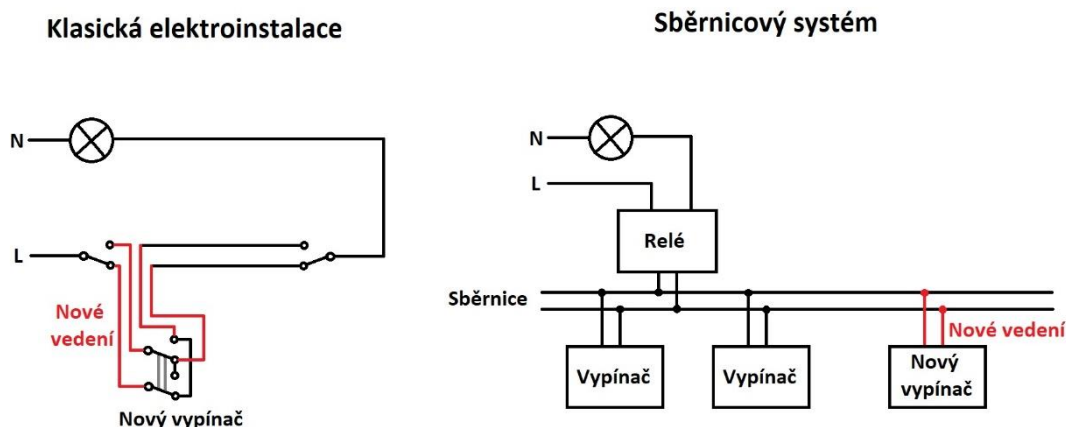 Klasická elektroinstalace
N
L
Nové
vedení
Nový vypínač
Sběrnicový systém
N
L
Relé
Sběrnice
Nové vedení
Vypínač
Vypínač
Nový
vypínač